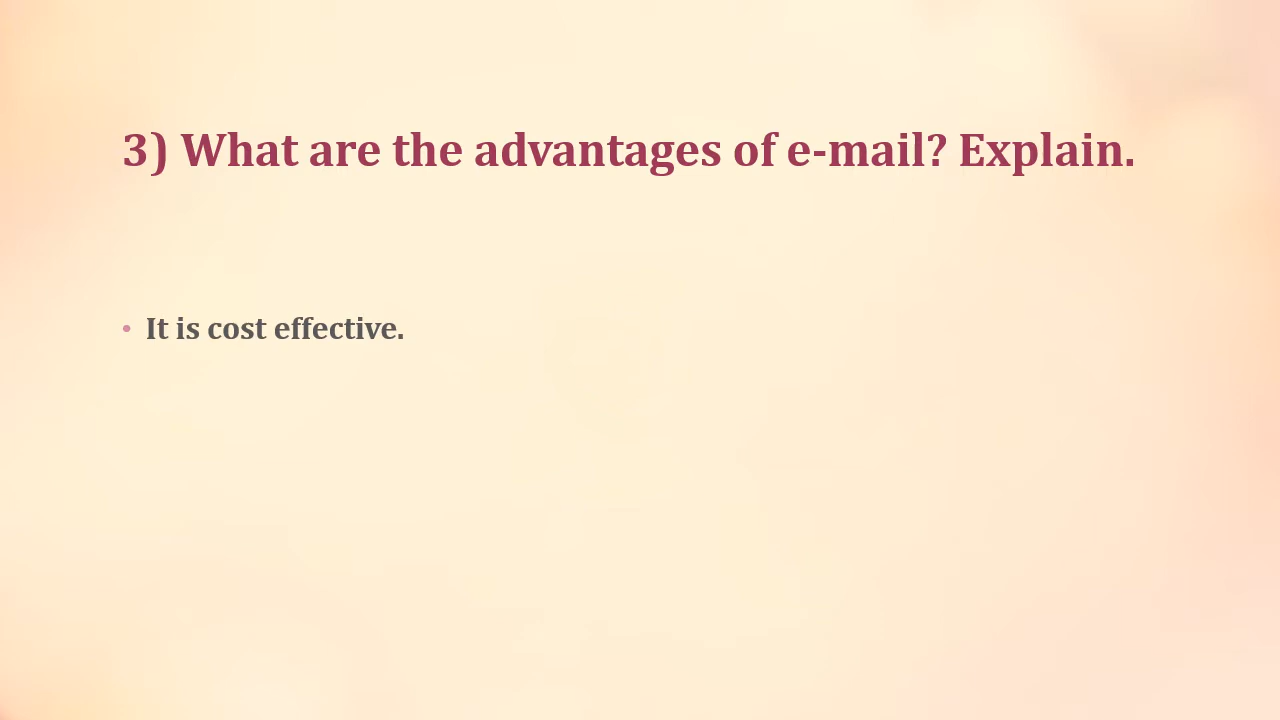 3) What are the advantages of e-mail? Explain.
• It is cost effective.